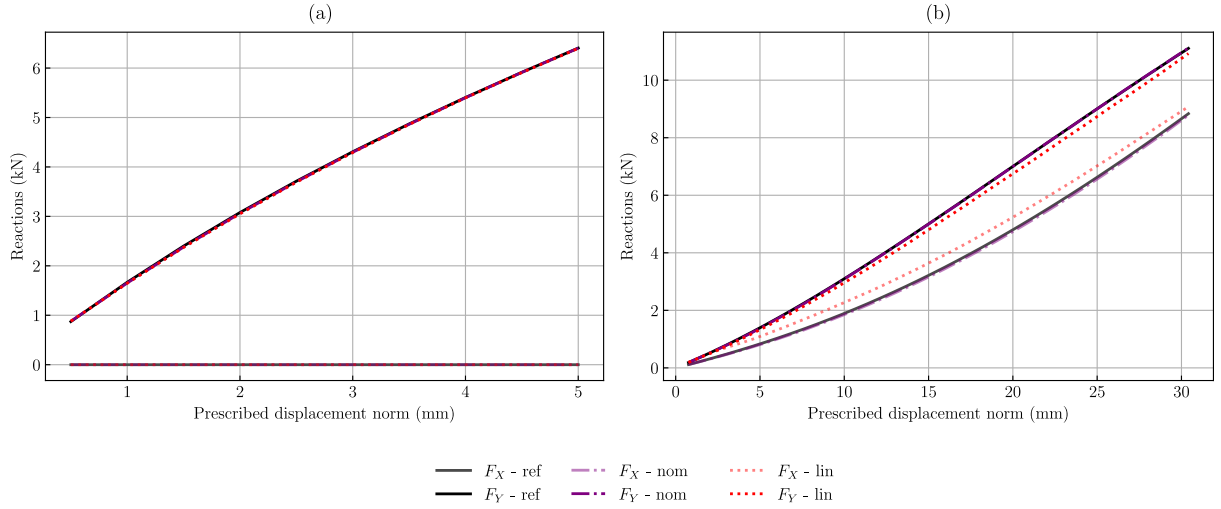 (a)
Reactions (kN)
6
5
4
3
2
1
0
1 2 3 4 5
Prescribed displacement norm (mm)
(b)
Reactions (kN)
10
8
6
4
2
0
0 5 10 15 20 25 30
Prescribed displacement norm (mm)
F_X - ref F_X - nom F_X - lin
F_Y - ref F_Y - nom F_Y - lin